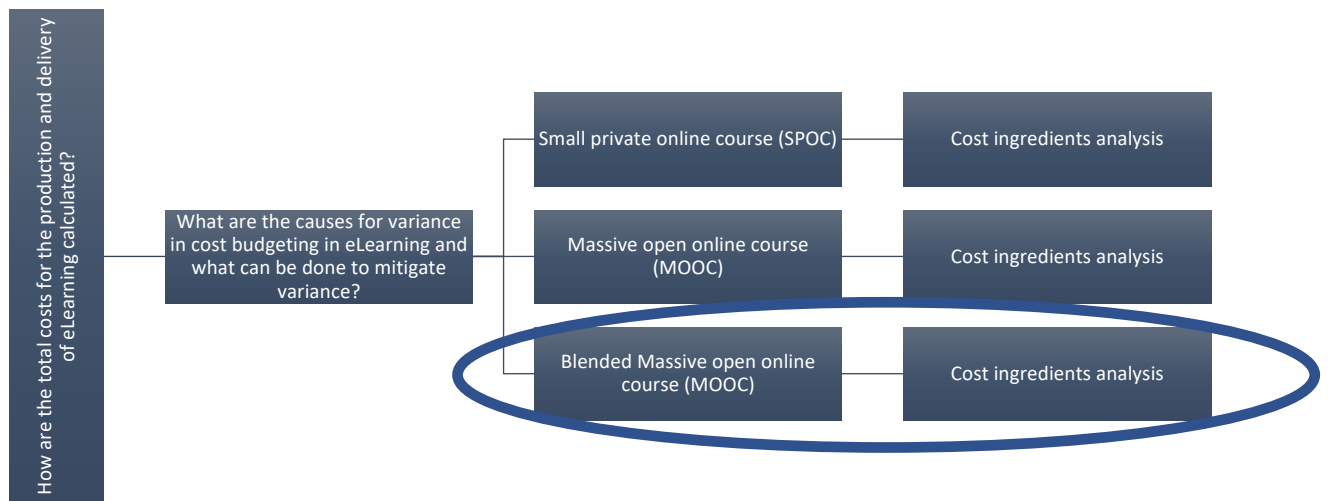 How are the total costs for the production and delivery
of eLearning calculated?
What are the causes for variance
in cost budgeting in eLearning and
what can be done to mitigate
variance?
Small private online course (SPOC)
Cost ingredients analysis
Massive open online course
(MOOC)
Cost ingredients analysis
Blended Massive open online
course (MOOC)
Cost ingredients analysis